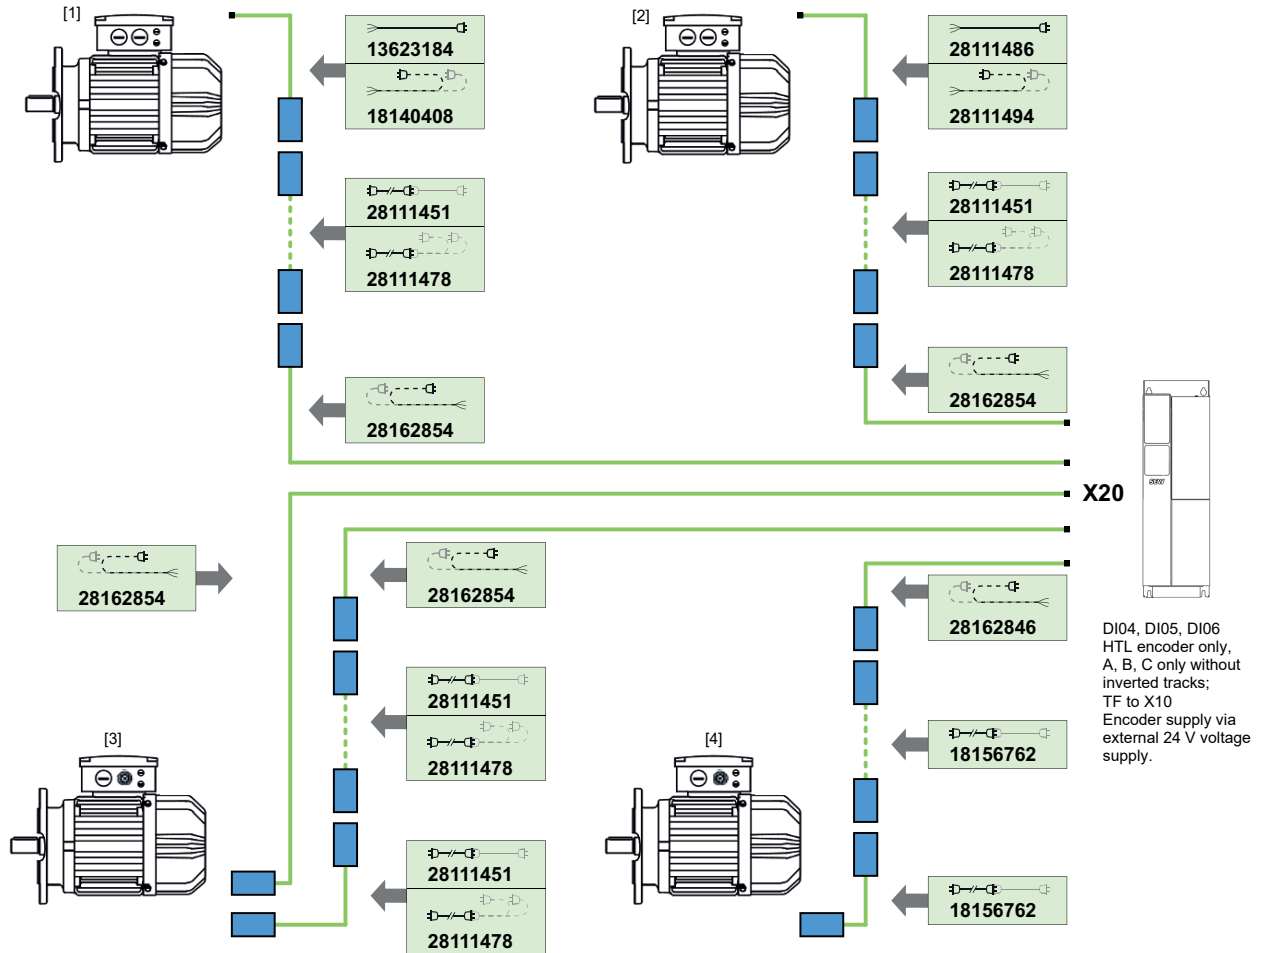 [1]
13623184
18140408
28111451
28111478
28162854
[2]
28111486
28111494
28111451
28111478
28162854
X20
SEW
DI04, DI05, DI06
HTL encoder only,
A, B, C only without
inverted tracks;
TF to X10
Encoder supply via
external 24 V voltage
supply.
28162854
[3]
28162854
28111451
28111478
28111451
28111478
[4]
28162846
18156762
18156762